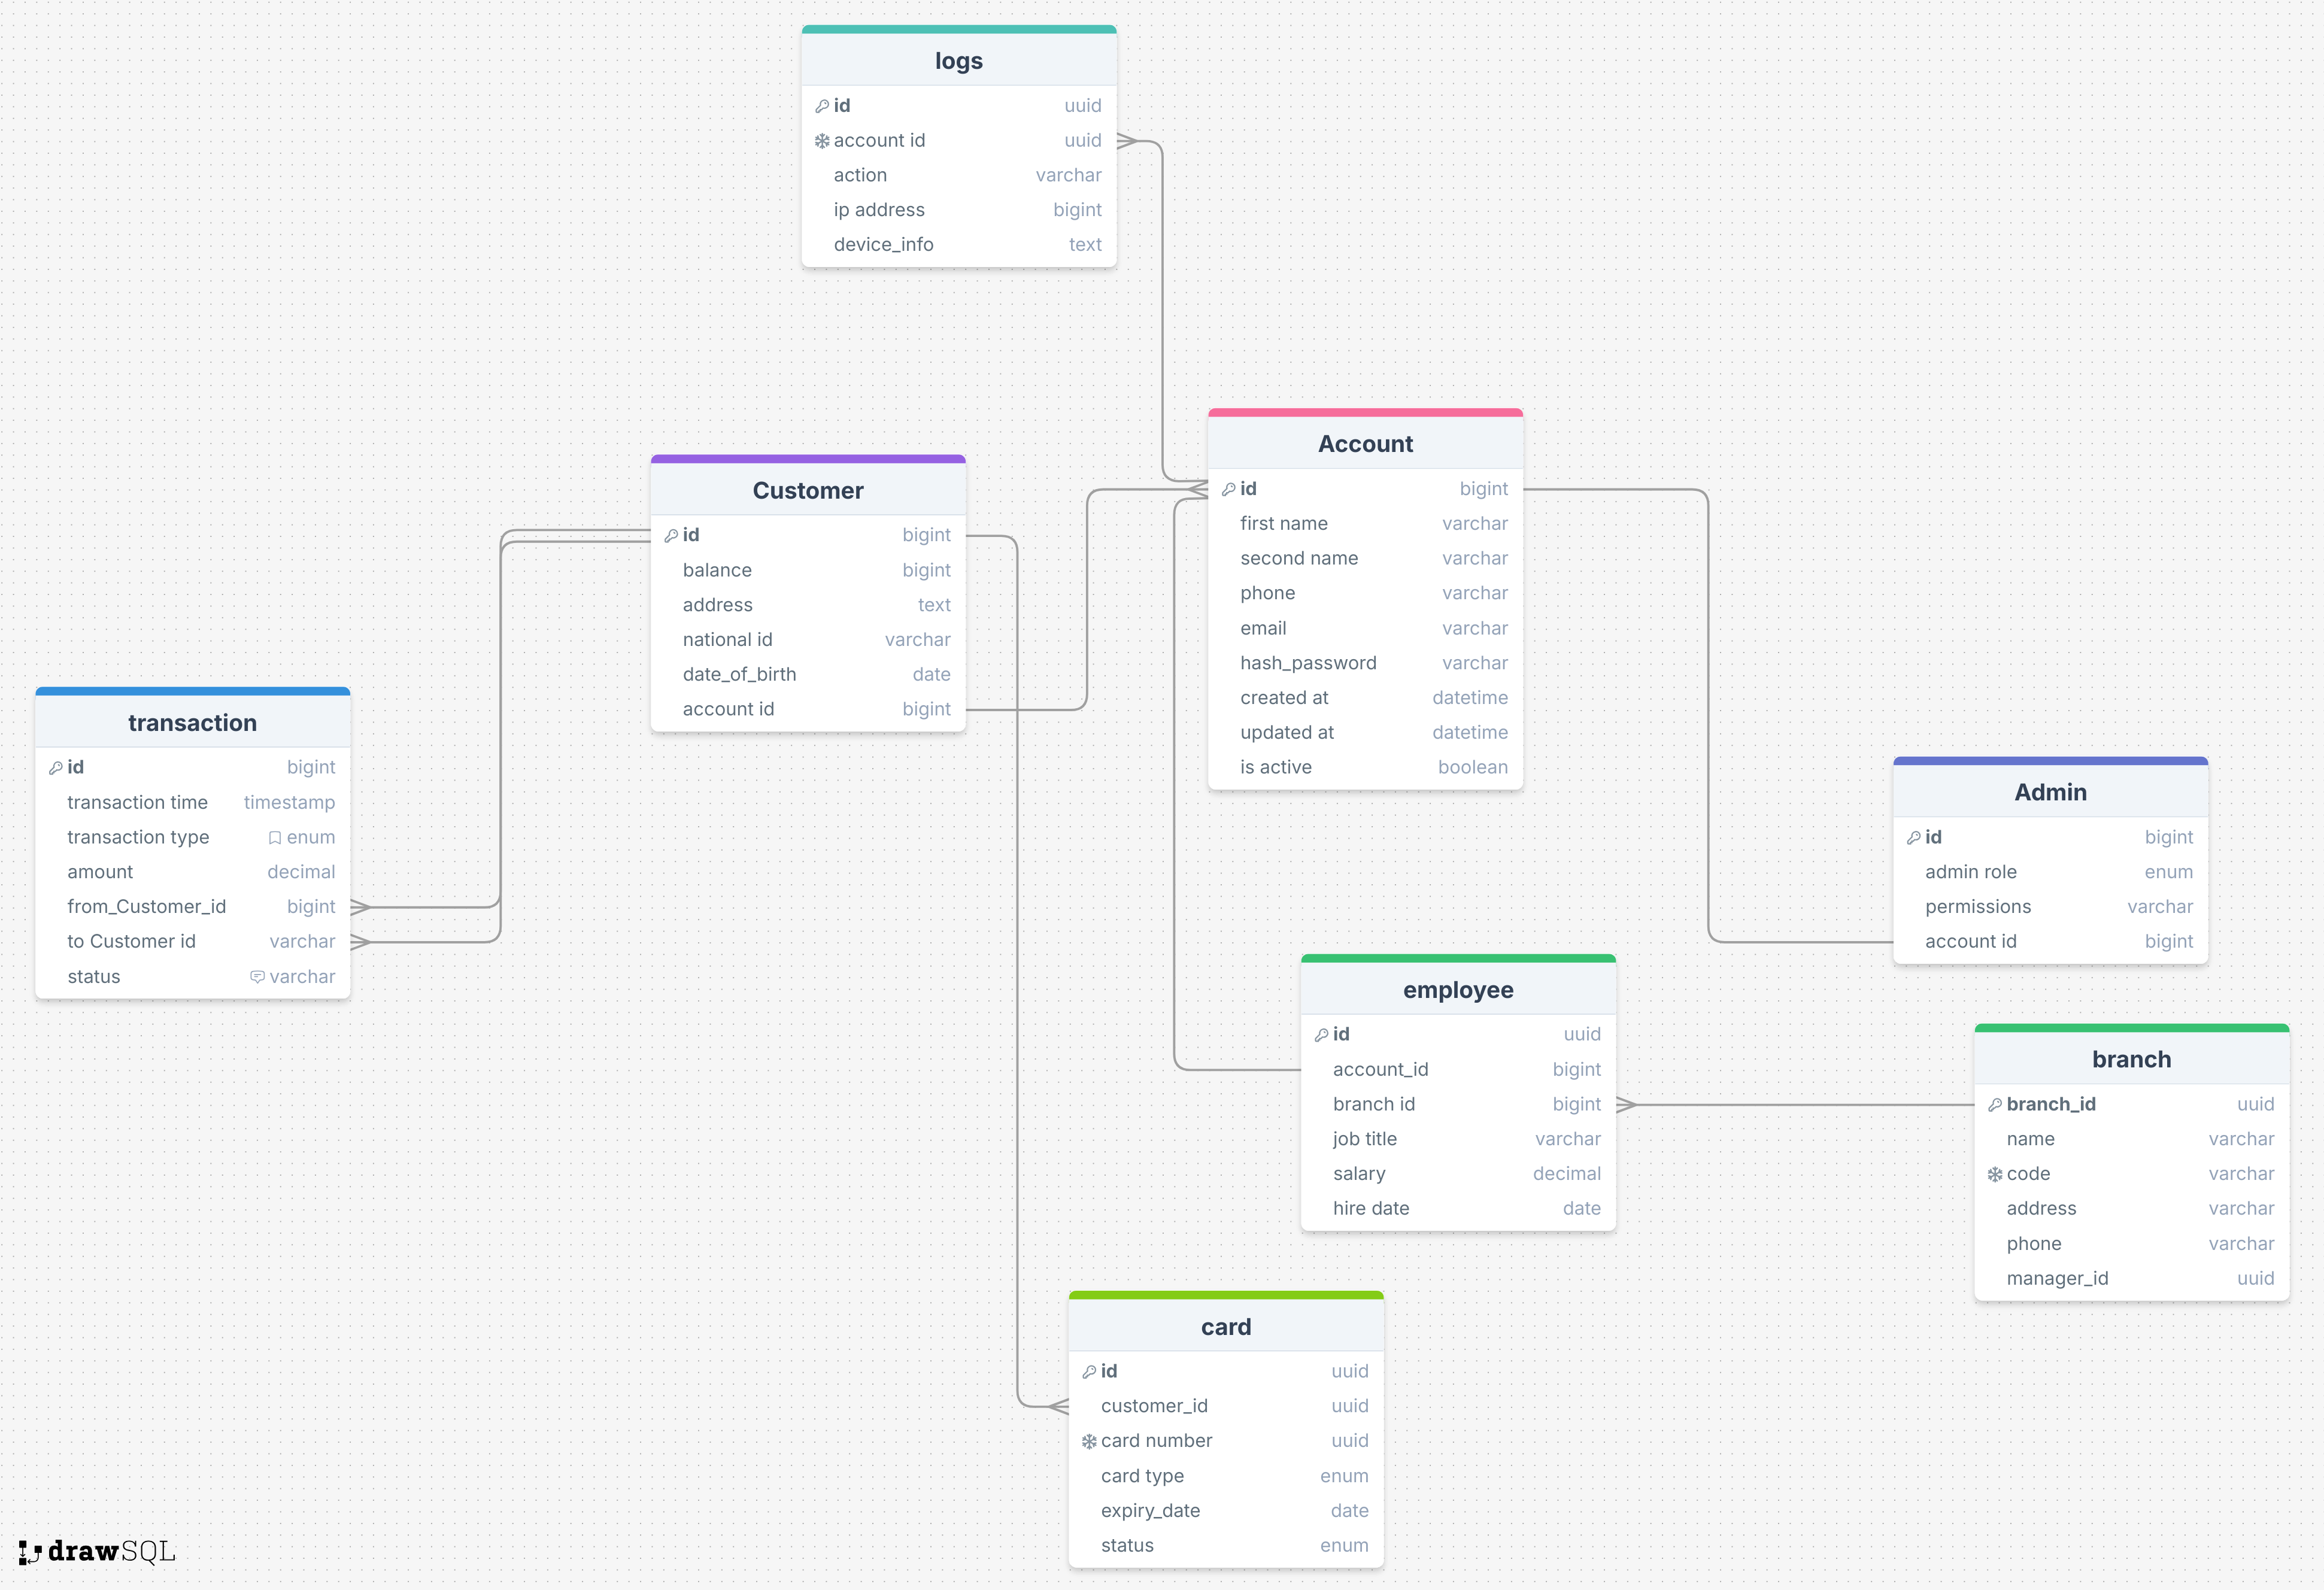 logs
id uuid
account id uuid
action varchar
ip address bigint
device_info text
Account
id bigint
first name varchar
second name varchar
phone varchar
email varchar
hash_password varchar
created at datetime
updated at datetime
is active boolean
Customer
id bigint
balance bigint
address text
national id varchar
date_of_birth date
account id bigint
transaction
id bigint
transaction time timestamp
transaction type enum
amount decimal
from_Customer_id bigint
to Customer id varchar
status varchar
Admin
id bigint
admin role enum
permissions varchar
account id bigint
employee
id uuid
account_id bigint
branch id bigint
job title varchar
salary decimal
hire date date
branch
branch_id uuid
name varchar
code varchar
address varchar
phone varchar
manager_id uuid
card
id uuid
customer_id uuid
card number uuid
card type enum
expiry_date date
status enum
drawSQL